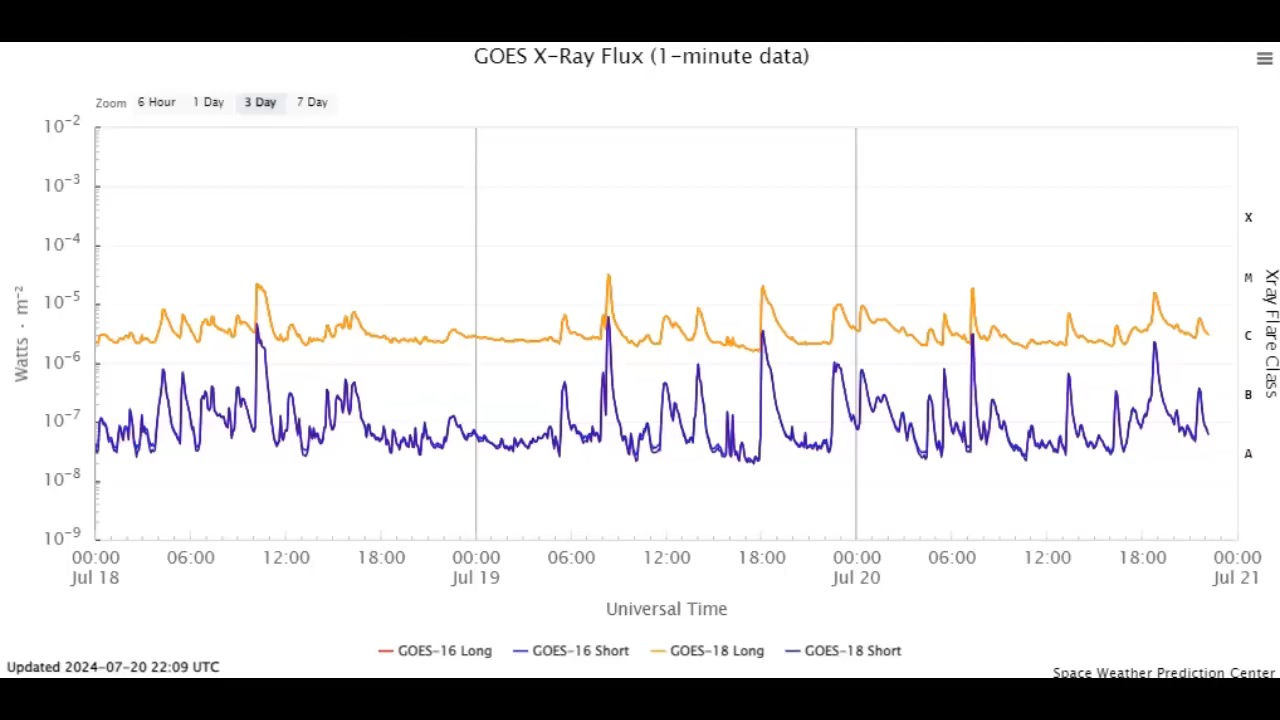 GOES X-Ray Flux (1-minute data)
Zoom 6 Hour 1 Day 3 Day 7 Day
10⁻²
10⁻³
10⁻⁴
10⁻⁵
10⁻⁶
10⁻⁷
10⁻⁸
10⁻⁹
Watts · m⁻²
X
M
C
B
A
Xray Flare Class
00:00 06:00 12:00 18:00 00:00 06:00 12:00 18:00 00:00 06:00 12:00 18:00 00:00
Jul 18 Jul 19 Jul 20 Jul 21
Universal Time
GOES-16 Long GOES-16 Short GOES-18 Long GOES-18 Short
Updated 2024-07-20 22:09 UTC
Space Weather Prediction Center